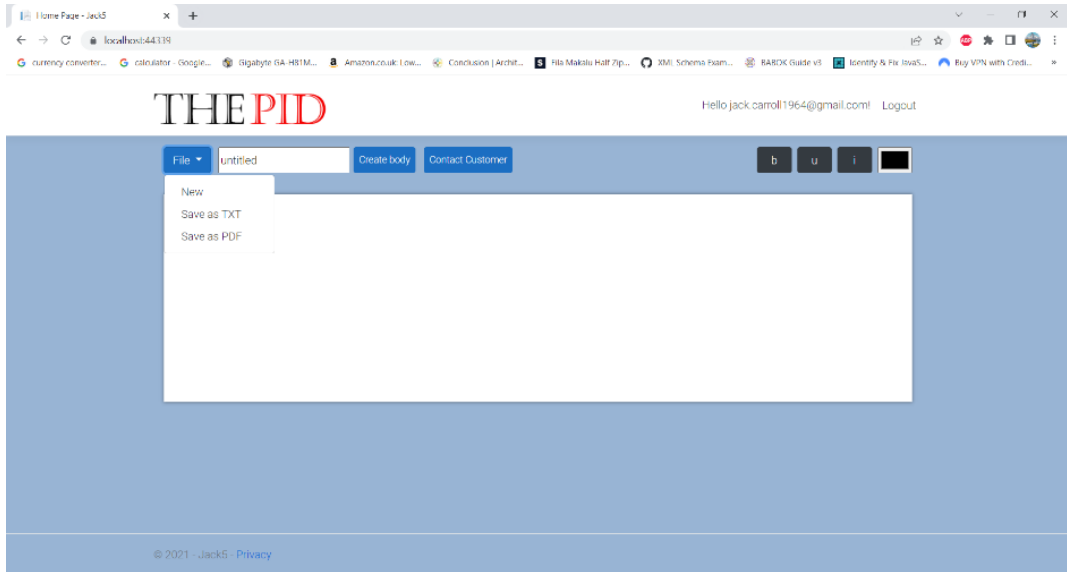 Home Page - Jack5
localhost:44339
currency converter... calculator - Google... Gigabyte GA-H81M... Amazon.co.uk: Low... Conclusion | Archit... Fila Makalu Half Zip... XML Schema Exam... BABOK Guide v3 Identify & Fix JavaS... Buy VPN with Credi... »
THE PID
Hello jack.carroll1964@gmail.com! Logout
File untitled Create body Contact Customer b u i
New
Save as TXT
Save as PDF
© 2021 - Jack5 - Privacy